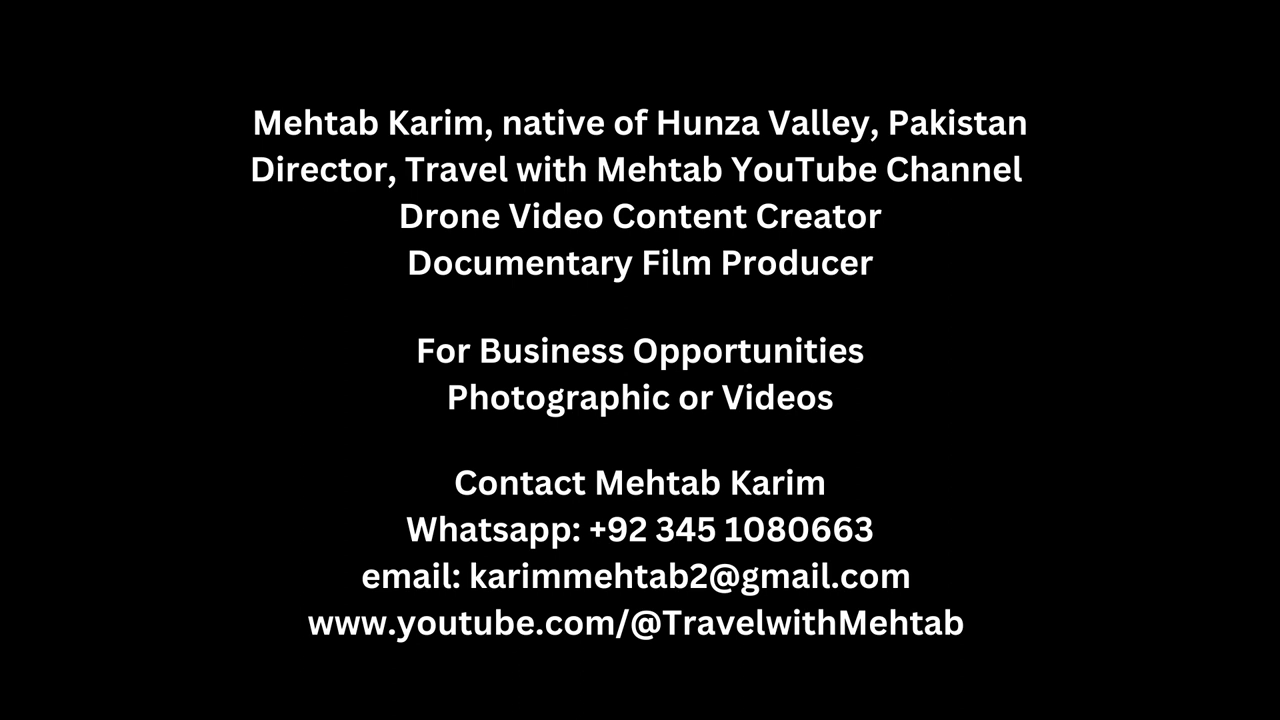 Mehtab Karim, native of Hunza Valley, Pakistan
Director, Travel with Mehtab YouTube Channel
Drone Video Content Creator
Documentary Film Producer
For Business Opportunities
Photographic or Videos
Contact Mehtab Karim
Whatsapp: +92 345 1080663
email: karimmehtab2@gmail.com
www.youtube.com/@TravelwithMehtab